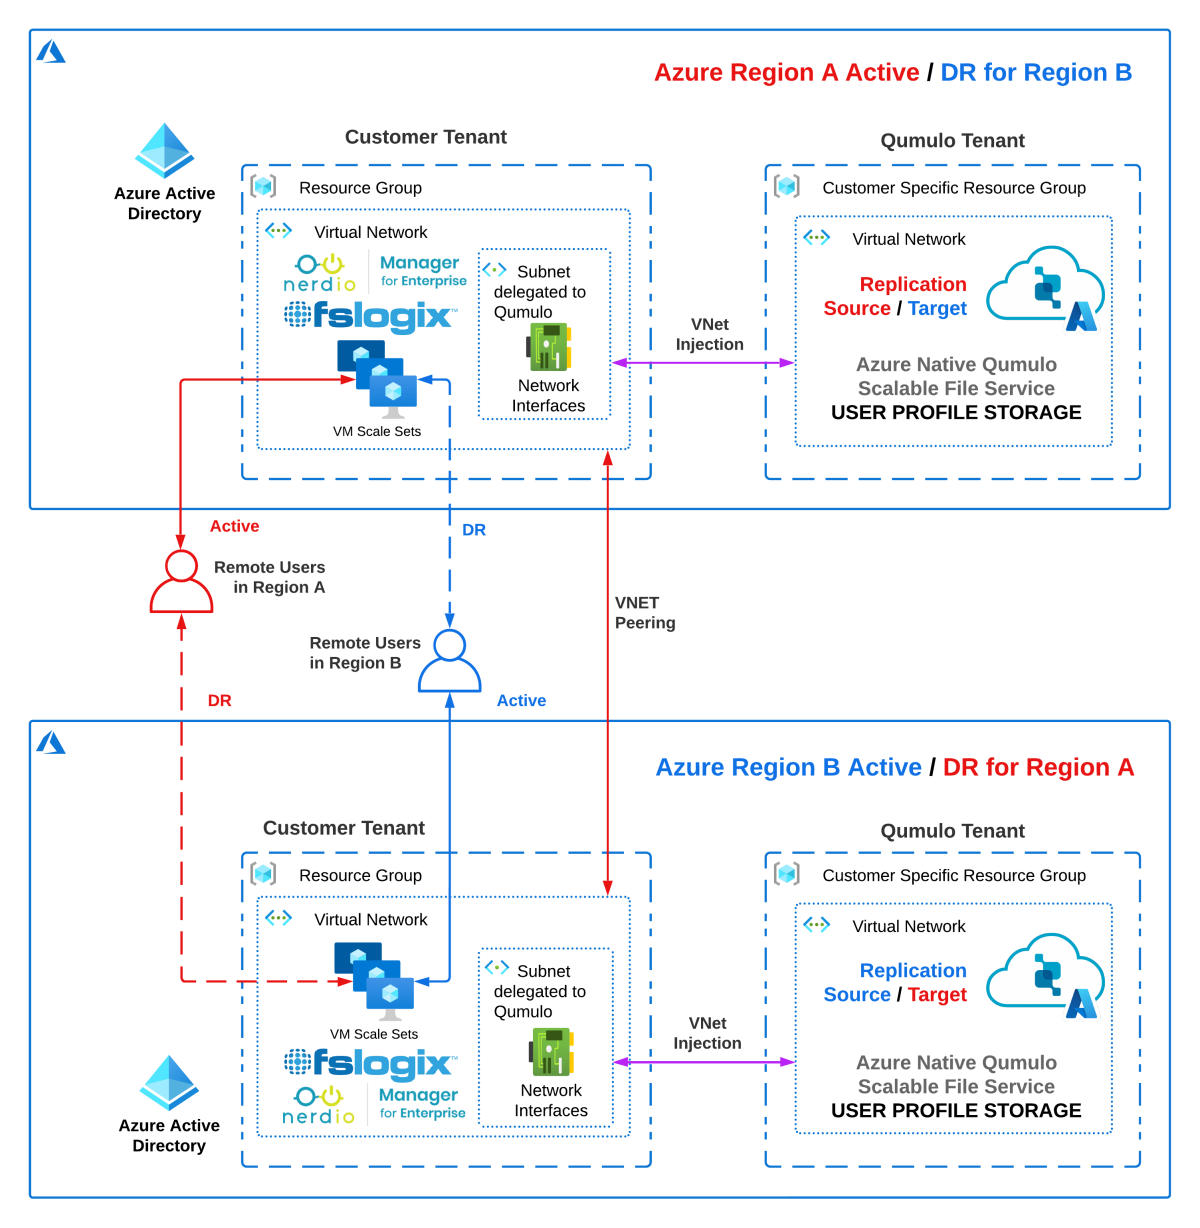 Azure Region A Active / DR for Region B
Azure Active
Directory
Customer Tenant
Resource Group
Virtual Network
nerdio
Manager
for Enterprise
fslogix™
VM Scale Sets
Subnet
delegated to
Qumulo
Network
Interfaces
VNet
Injection
Qumulo Tenant
Customer Specific Resource Group
Virtual Network
Replication
Source / Target
Azure Native Qumulo
Scalable File Service
USER PROFILE STORAGE
Active
DR
Remote Users
in Region A
VNET
Peering
Remote Users
in Region B
DR
Active
Azure Region B Active / DR for Region A
Customer Tenant
Resource Group
Virtual Network
VM Scale Sets
fslogix™
nerdio
Manager
for Enterprise
Subnet
delegated to
Qumulo
Network
Interfaces
Azure Active
Directory
VNet
Injection
Qumulo Tenant
Customer Specific Resource Group
Virtual Network
Replication
Source / Target
Azure Native Qumulo
Scalable File Service
USER PROFILE STORAGE